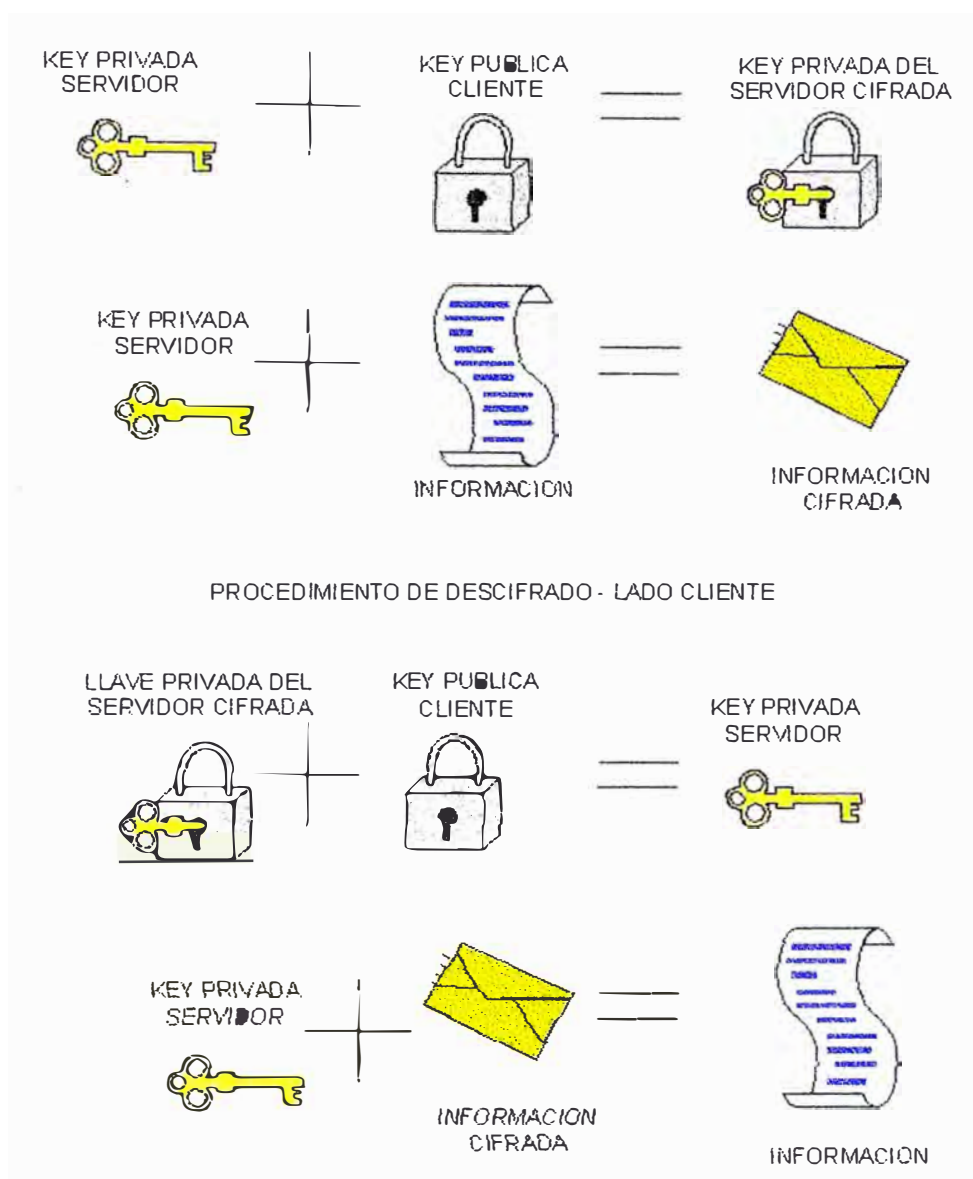 KEY PRIVADA
SERVIDOR
KEY PUBLICA
CLIENTE
KEY PRIVADA DEL
SERVIDOR CIFRADA
KEY PRIVADA
SERVIDOR
INFORMACION
INFORMACION
CIFRADA
PROCEDIMIENTO DE DESCIFRADO - LADO CLIENTE
LLAVE PRIVADA DEL
SERVIDOR CIFRADA
KEY PUBLICA
CLIENTE
KEY PRIVADA
SERVIDOR
KEY PRIVADA
SERVIDOR
INFORMACION
CIFRADA
INFORMACION